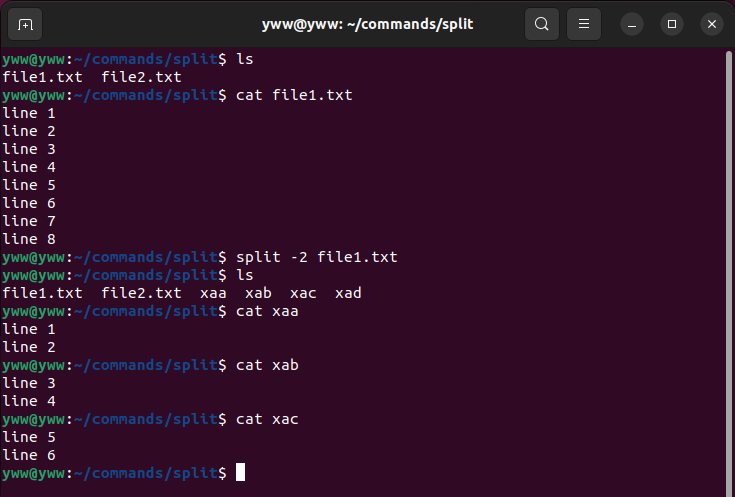 yww@yww: ~/commands/split
yww@yww:~/commands/split$ ls
file1.txt  file2.txt
yww@yww:~/commands/split$ cat file1.txt
line 1
line 2
line 3
line 4
line 5
line 6
line 7
line 8
yww@yww:~/commands/split$ split -2 file1.txt
yww@yww:~/commands/split$ ls
file1.txt  file2.txt  xaa  xab  xac  xad
yww@yww:~/commands/split$ cat xaa
line 1
line 2
yww@yww:~/commands/split$ cat xab
line 3
line 4
yww@yww:~/commands/split$ cat xac
line 5
line 6
yww@yww:~/commands/split$